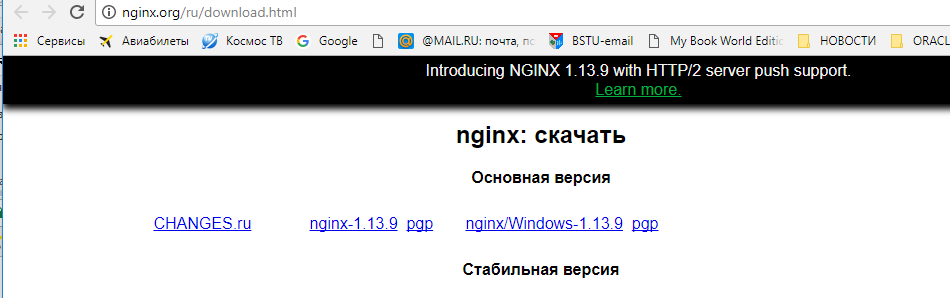 nginx.org/ru/download.html
Сервисы Авиабилеты Космос ТВ Google @MAIL.RU: почта, по BSTU-email My Book World Editio НОВОСТИ ORACL
Introducing NGINX 1.13.9 with HTTP/2 server push support.
Learn more.
nginx: скачать
Основная версия
CHANGES.ru nginx-1.13.9 pgp nginx/Windows-1.13.9 pgp
Стабильная версия